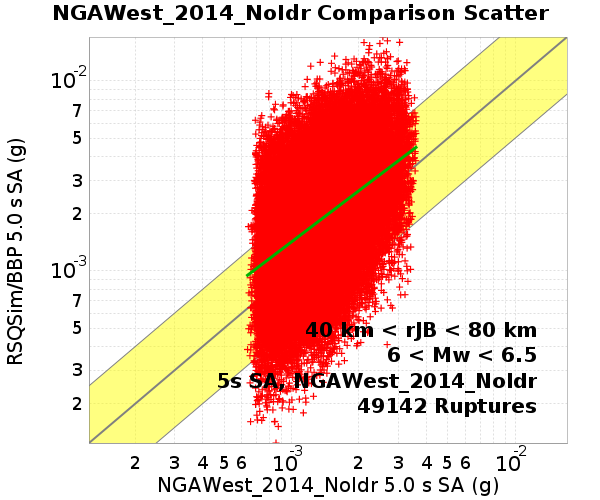 NGAWest_2014_NoIdr Comparison Scatter
RSQSim/BBP 5.0 s SA (g)
10-2
7
5
3
2
10-3
7
5
3
2
40 km < rJB < 80 km
6 < Mw < 6.5
5s SA, NGAWest_2014_NoIdr
49142 Ruptures
2 3 4 5 6 10-3 2 3 4 5 6 10-2
NGAWest_2014_NoIdr 5.0 s SA (g)